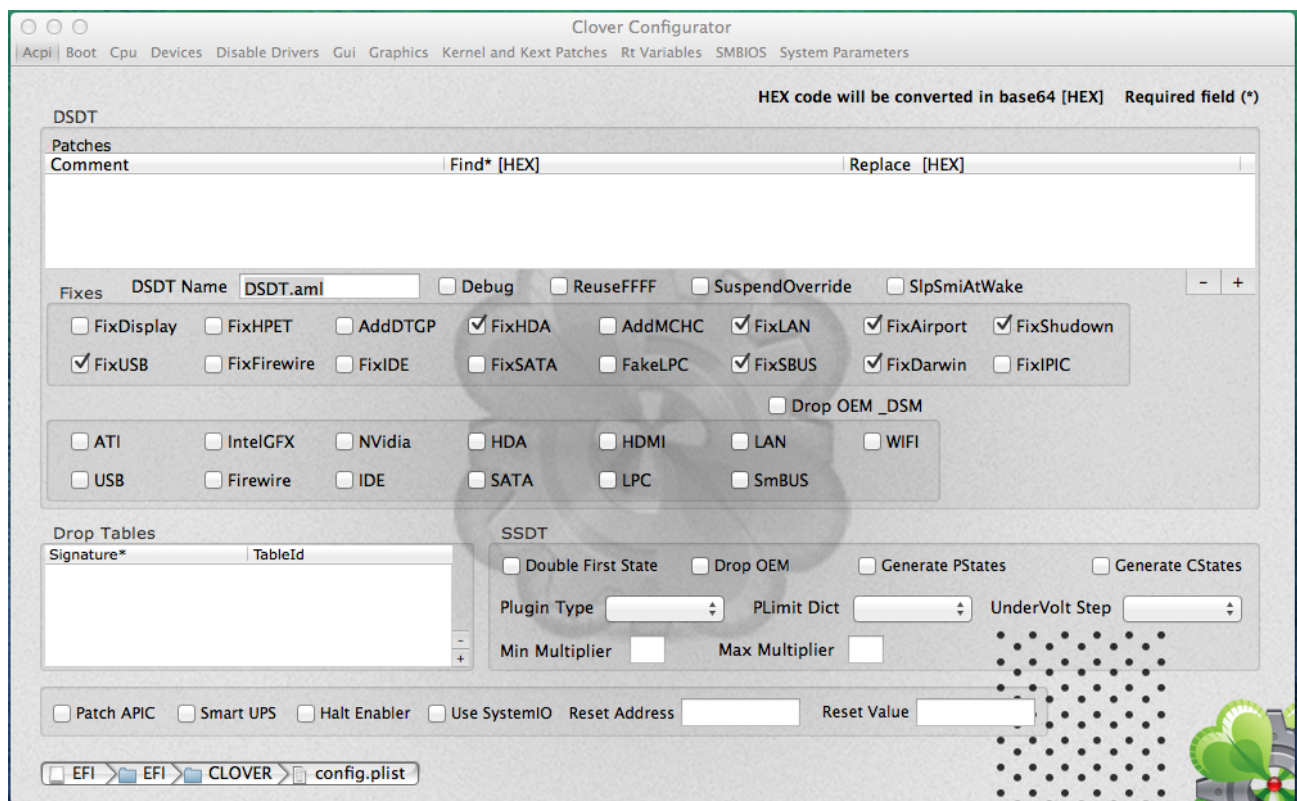 Clover Configurator
Acpi Boot Cpu Devices Disable Drivers Gui Graphics Kernel and Kext Patches Rt Variables SMBIOS System Parameters
HEX code will be converted in base64 [HEX] Required field (*)
DSDT
Patches
Comment Find* [HEX] Replace [HEX]
Fixes DSDT Name DSDT.aml Debug ReuseFFFF SuspendOverride SlpSmiAtWake - +
FixDisplay FixHPET AddDTGP FixHDA AddMCHC FixLAN FixAirport FixShudown
FixUSB FixFirewire FixIDE FixSATA FakeLPC FixSBUS FixDarwin FixIPIC
Drop OEM _DSM
ATI IntelGFX NVidia HDA HDMI LAN WIFI
USB Firewire IDE SATA LPC SmBUS
Drop Tables
Signature* TableId
-
+
SSDT
Double First State Drop OEM Generate PStates Generate CStates
Plugin Type PLimit Dict UnderVolt Step
Min Multiplier Max Multiplier
Patch APIC Smart UPS Halt Enabler Use SystemIO Reset Address Reset Value
EFI EFI CLOVER config.plist